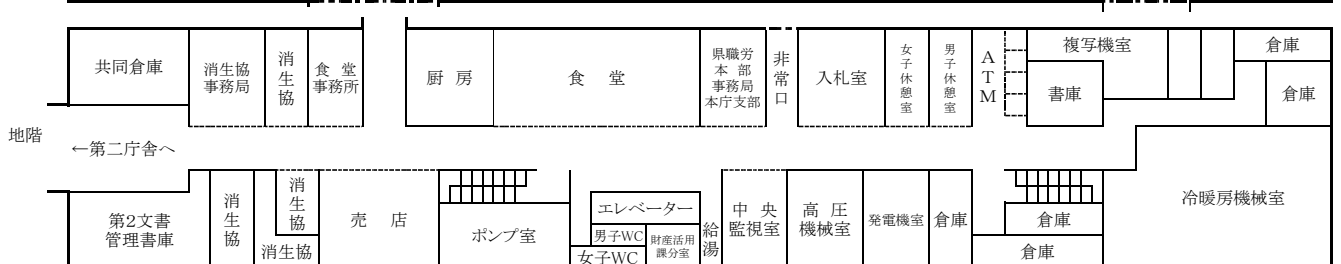 共同倉庫
消生協
事務局
消生協
食堂
事務所
厨房
食堂
県職労
本部
事務局
本庁支部
非常口
入札室
女子休憩室
男子休憩室
ATM
複写機室
書庫
倉庫
倉庫
地階
←第二庁舎へ
第2文書
管理書庫
消生協
消生協
消生協
売店
ポンプ室
エレベーター
男子WC
女子WC
財産活用
課分室
給湯
中央
監視室
高圧
機械室
発電機室
倉庫
倉庫
倉庫
冷暖房機械室